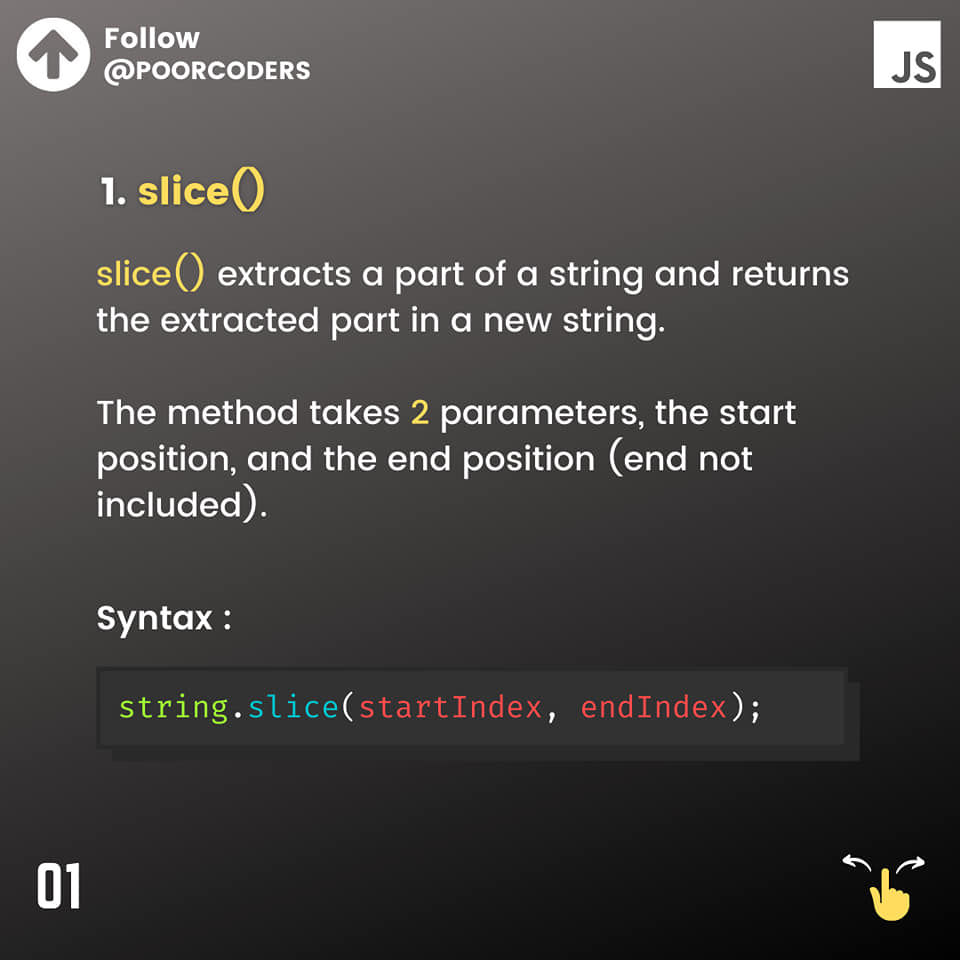 Follow
@POORCODERS
JS
1. slice()
slice() extracts a part of a string and returns
the extracted part in a new string.
The method takes 2 parameters, the start
position, and the end position (end not
included).
Syntax :
string.slice(startIndex, endIndex);
01